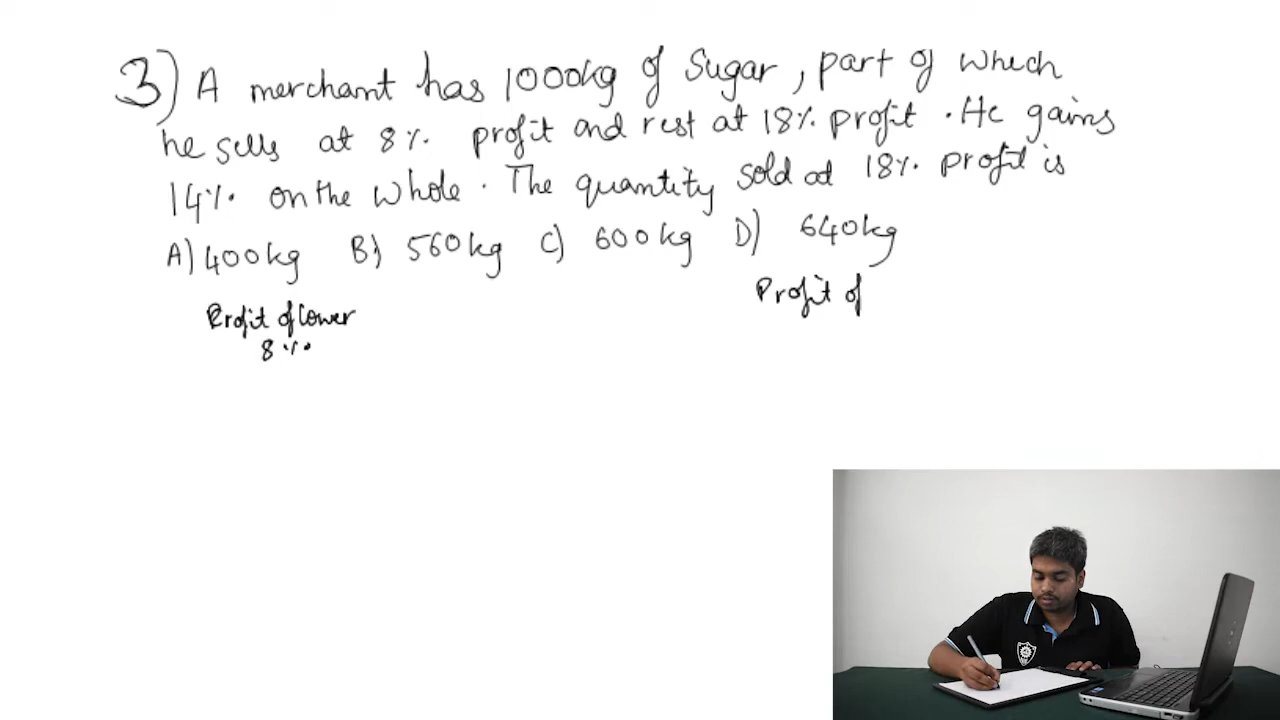 3) A merchant has 1000kg of Sugar, part of which
he sells at 8% profit and rest at 18% profit. He gains
14% on the whole. The quantity sold at 18% profit is
A) 400kg B) 560kg C) 600kg D) 640kg
Profit of lower
8%
Profit of